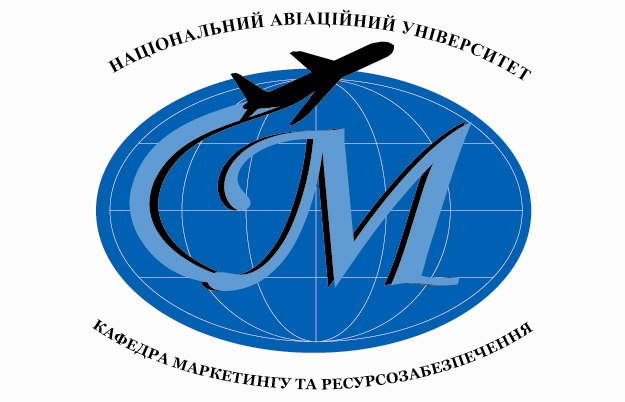 НАЦІОНАЛЬНИЙ АВІАЦІЙНИЙ УНІВЕРСИТЕТ
М
КАФЕДРА МАРКЕТИНГУ ТА РЕСУРСОЗАБЕЗПЕЧЕННЯ